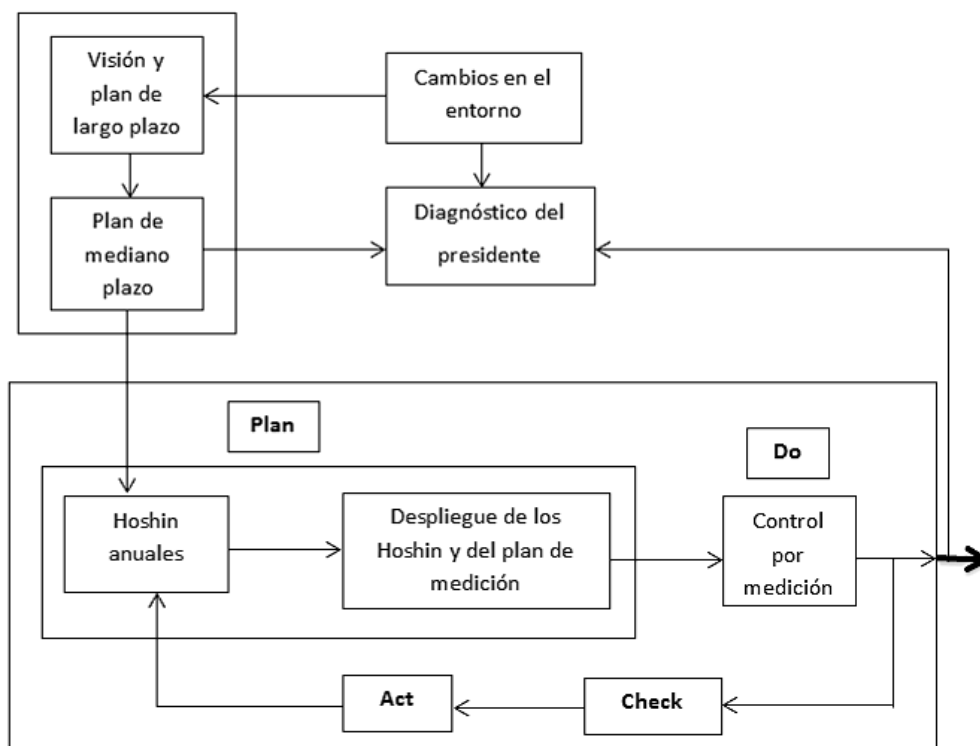 Visión y
plan de
largo plazo
Cambios en el
entorno
Plan de
mediano
plazo
Diagnóstico del
presidente
Plan
Do
Hoshin
anuales
Despliegue de los
Hoshin y del plan de
medición
Control
por
medición
Act
Check